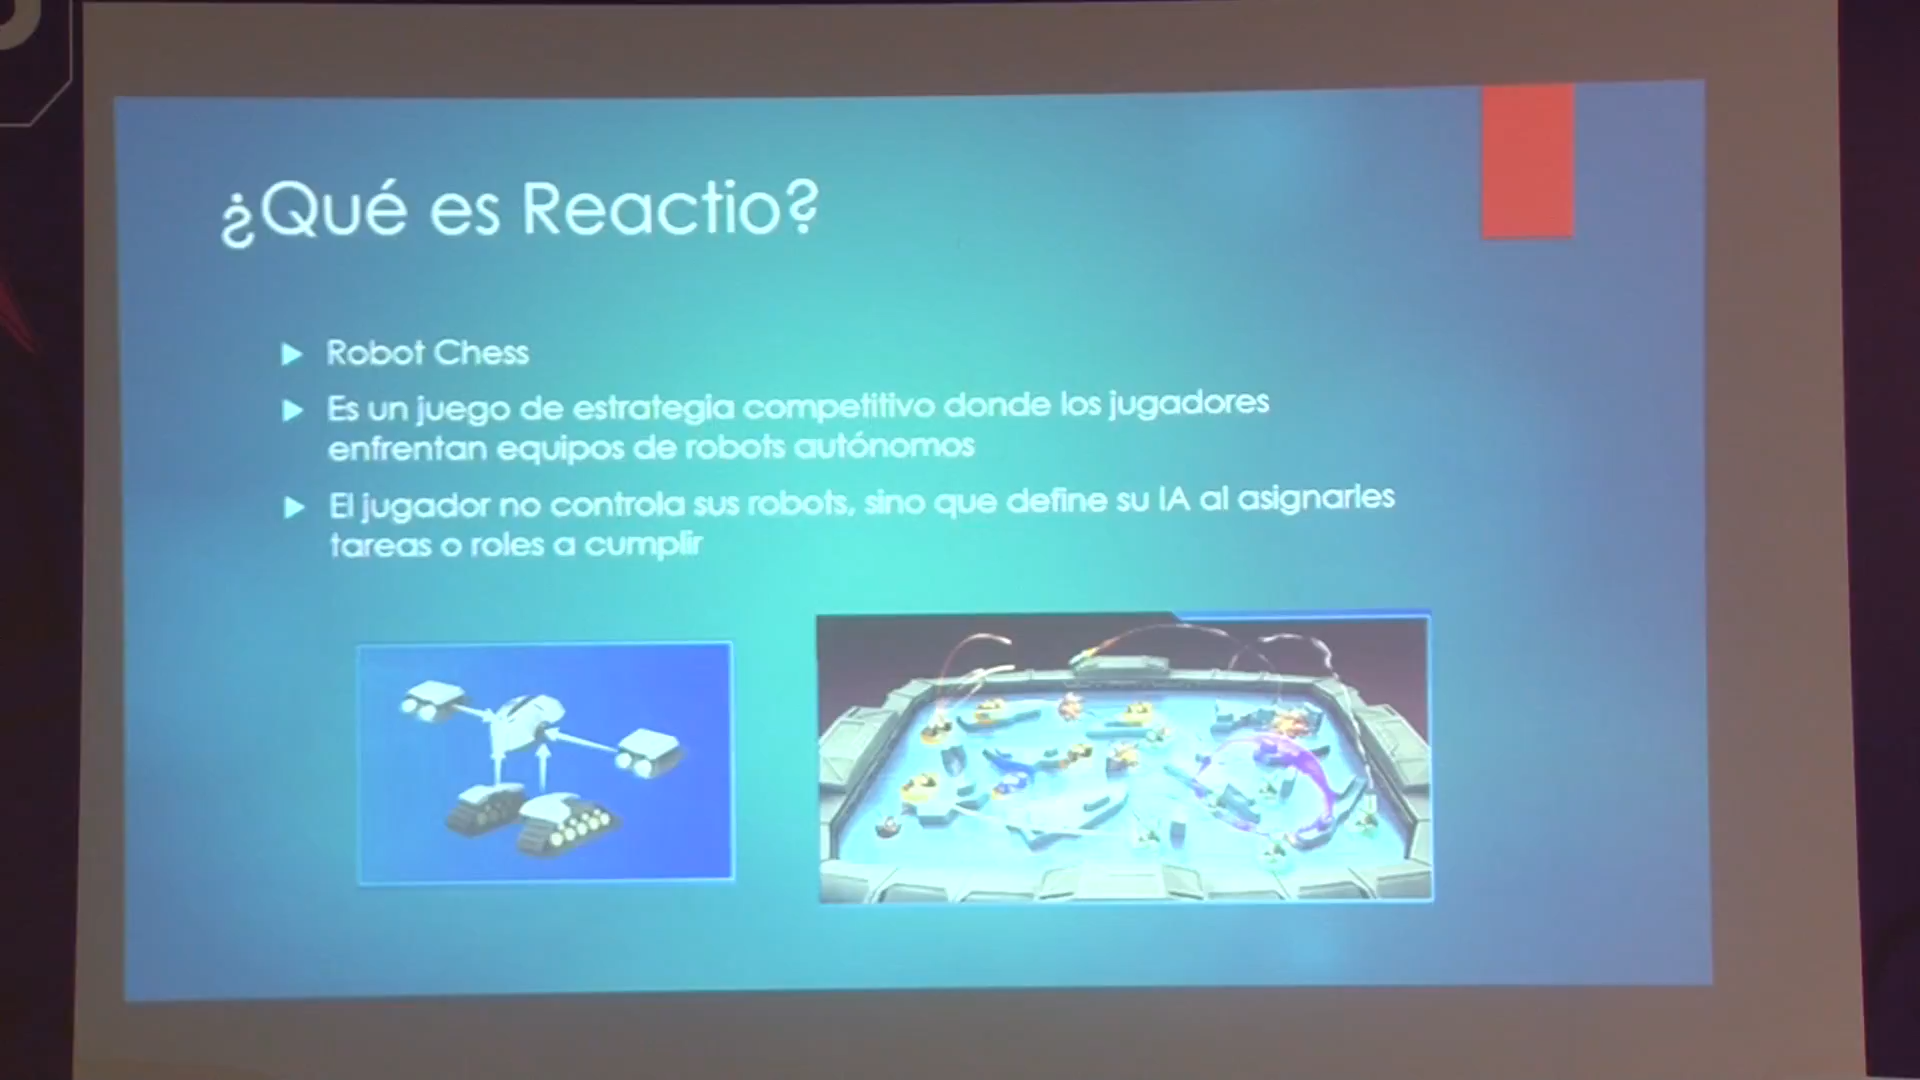 ¿Qué es Reactio?
Robot Chess
Es un juego de estrategia competitivo donde los jugadores
enfrentan equipos de robots autónomos
El jugador no controla sus robots, sino que define su IA al asignarles
tareas o roles a cumplir